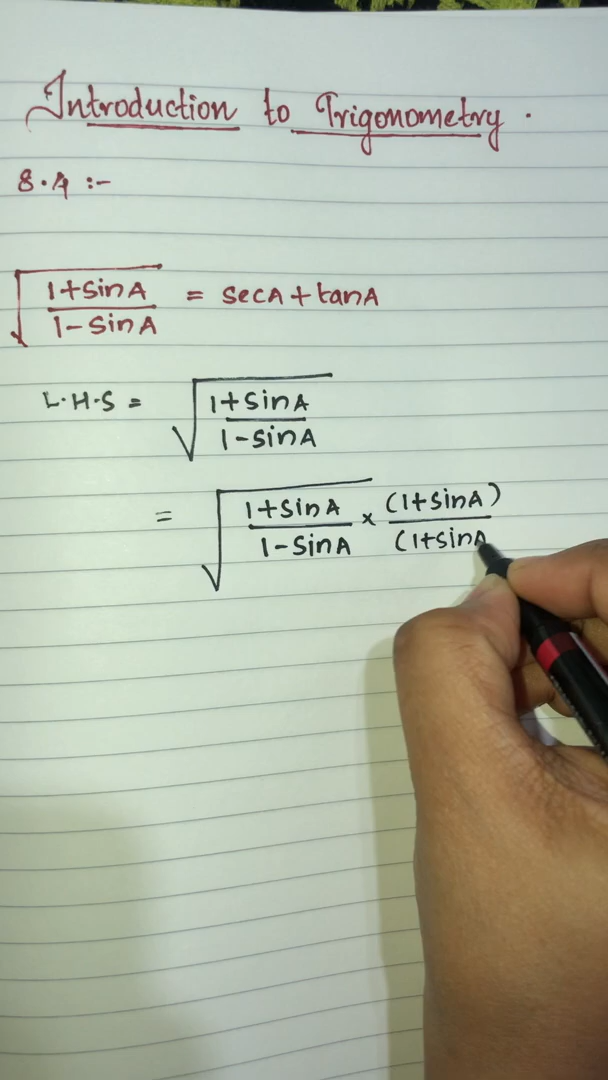 Introduction to Trigonometry.
8.4 :-
√(1+sinA / 1-sinA) = secA+tanA
L.H.S = √(1+sinA / 1-sinA)
= √(1+sinA / 1-sinA × (1+sinA) / (1+sinA